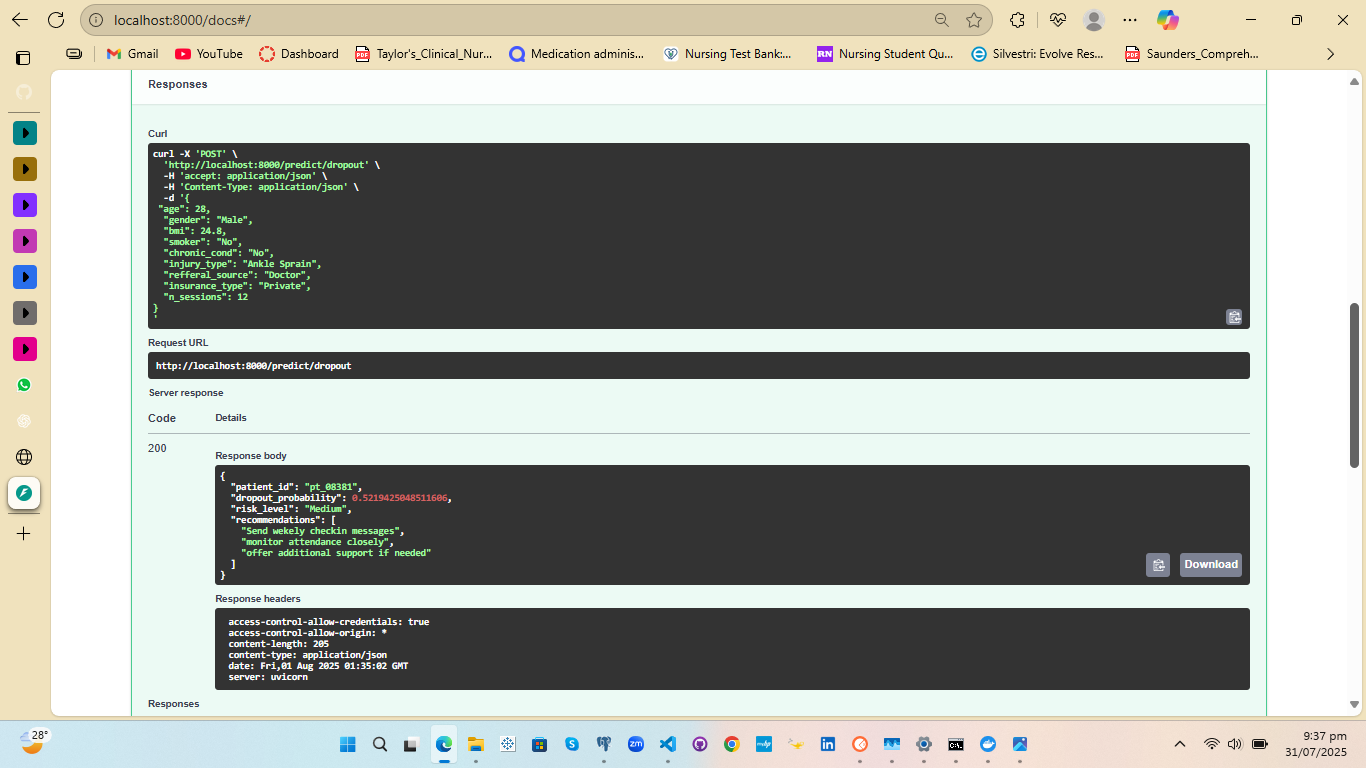 localhost:8000/docs#/
Gmail
YouTube
Dashboard
Taylor's_Clinical_Nur...
Medication adminis...
Nursing Test Bank:...
RN
Nursing Student Qu...
Silvestri: Evolve Res...
Saunders_Compreh...
Responses
Curl
curl -X 'POST' \
'http://localhost:8000/predict/dropout' \
-H 'accept: application/json' \
-H 'Content-Type: application/json' \
-d '{
"age": 28,
"gender": "Male",
"bmi": 24.8,
"smoker": "No",
"chronic_cond": "No",
"injury_type": "Ankle Sprain",
"refferal_source": "Doctor",
"insurance_type": "Private",
"n_sessions": 12
}
'
Request URL
http://localhost:8000/predict/dropout
Server response
Code Details
200
Response body
{
"patient_id": "pt_08381",
"dropout_probability": 0.5219425048511606,
"risk_level": "Medium",
"recommendations": [
"Send wekely checkin messages",
"monitor attendance closely",
"offer additional support if needed"
]
}
Download
Response headers
access-control-allow-credentials: true
access-control-allow-origin: *
content-length: 205
content-type: application/json
date: Fri,01 Aug 2025 01:35:02 GMT
server: uvicorn
Responses
28°
9:37 pm
31/07/2025